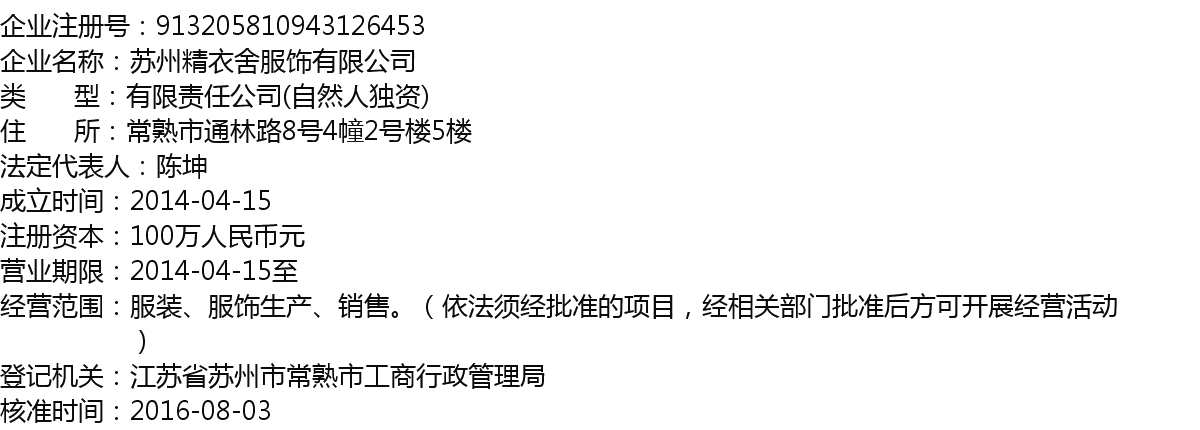 企业注册号：913205810943126453
企业名称：苏州精衣舍服饰有限公司
类　　型：有限责任公司(自然人独资)
住　　所：常熟市通林路8号4幢2号楼5楼
法定代表人：陈坤
成立时间：2014-04-15
注册资本：100万人民币元
营业期限：2014-04-15至
经营范围：服装、服饰生产、销售。（依法须经批准的项目，经相关部门批准后方可开展经营活动
）
登记机关：江苏省苏州市常熟市工商行政管理局
核准时间：2016-08-03